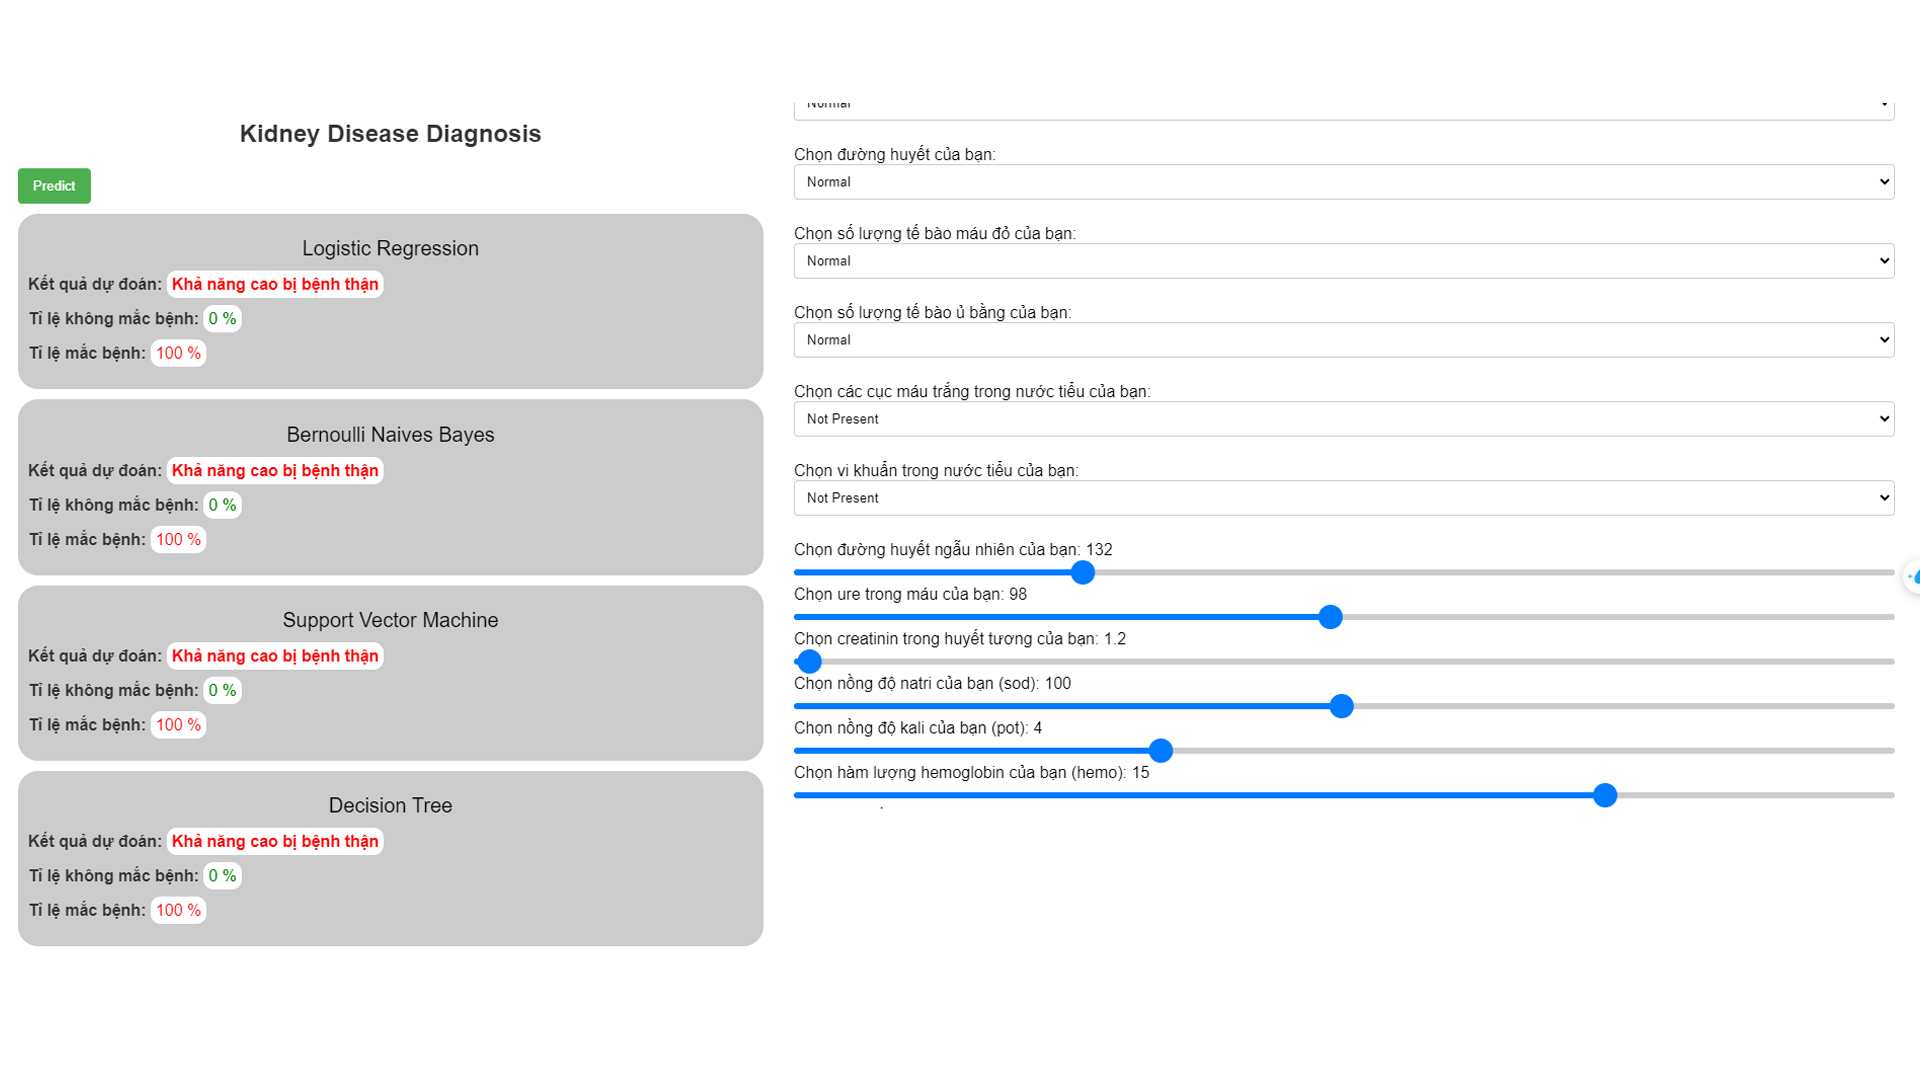 Kidney Disease Diagnosis
Predict
Logistic Regression
Kết quả dự đoán: Khả năng cao bị bệnh thận
Tỉ lệ không mắc bệnh: 0 %
Tỉ lệ mắc bệnh: 100 %
Bernoulli Naives Bayes
Kết quả dự đoán: Khả năng cao bị bệnh thận
Tỉ lệ không mắc bệnh: 0 %
Tỉ lệ mắc bệnh: 100 %
Support Vector Machine
Kết quả dự đoán: Khả năng cao bị bệnh thận
Tỉ lệ không mắc bệnh: 0 %
Tỉ lệ mắc bệnh: 100 %
Decision Tree
Kết quả dự đoán: Khả năng cao bị bệnh thận
Tỉ lệ không mắc bệnh: 0 %
Tỉ lệ mắc bệnh: 100 %
Normal
Chọn đường huyết của bạn:
Normal
Chọn số lượng tế bào máu đỏ của bạn:
Normal
Chọn số lượng tế bào ủ bằng của bạn:
Normal
Chọn các cục máu trắng trong nước tiểu của bạn:
Not Present
Chọn vi khuẩn trong nước tiểu của bạn:
Not Present
Chọn đường huyết ngẫu nhiên của bạn: 132
Chọn ure trong máu của bạn: 98
Chọn creatinin trong huyết tương của bạn: 1.2
Chọn nồng độ natri của bạn (sod): 100
Chọn nồng độ kali của bạn (pot): 4
Chọn hàm lượng hemoglobin của bạn (hemo): 15